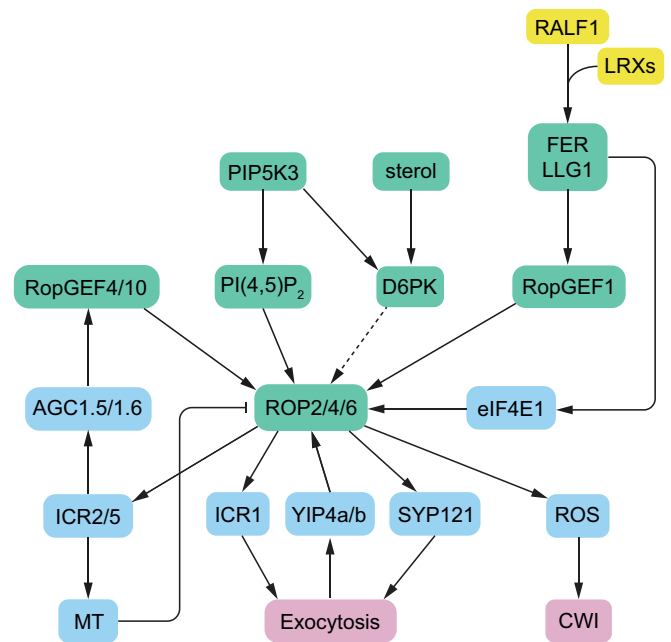 RALF1
LRXs
FER
LLG1
PIP5K3
sterol
RopGEF4/10
PI(4,5)P₂
D6PK
RopGEF1
AGC1.5/1.6
ROP2/4/6
eIF4E1
ICR2/5
ICR1
YIP4a/b
SYP121
ROS
MT
Exocytosis
CWI